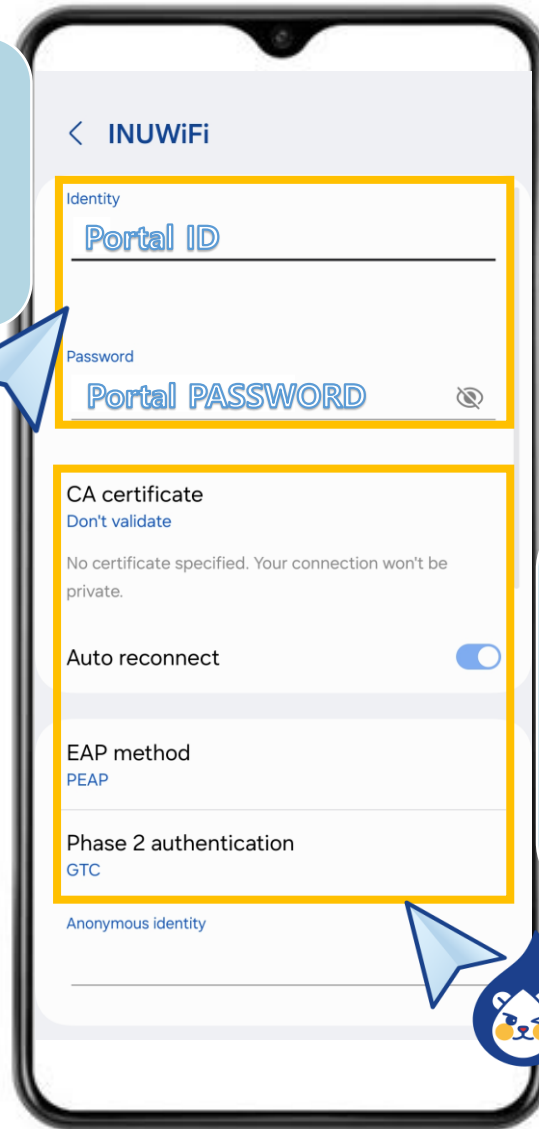 INUWiFi
Identity
Portal ID
Password
Portal PASSWORD
CA certificate
Don't validate
No certificate specified. Your connection won't be
private.
Auto reconnect
EAP method
PEAP
Phase 2 authentication
GTC
Anonymous identity